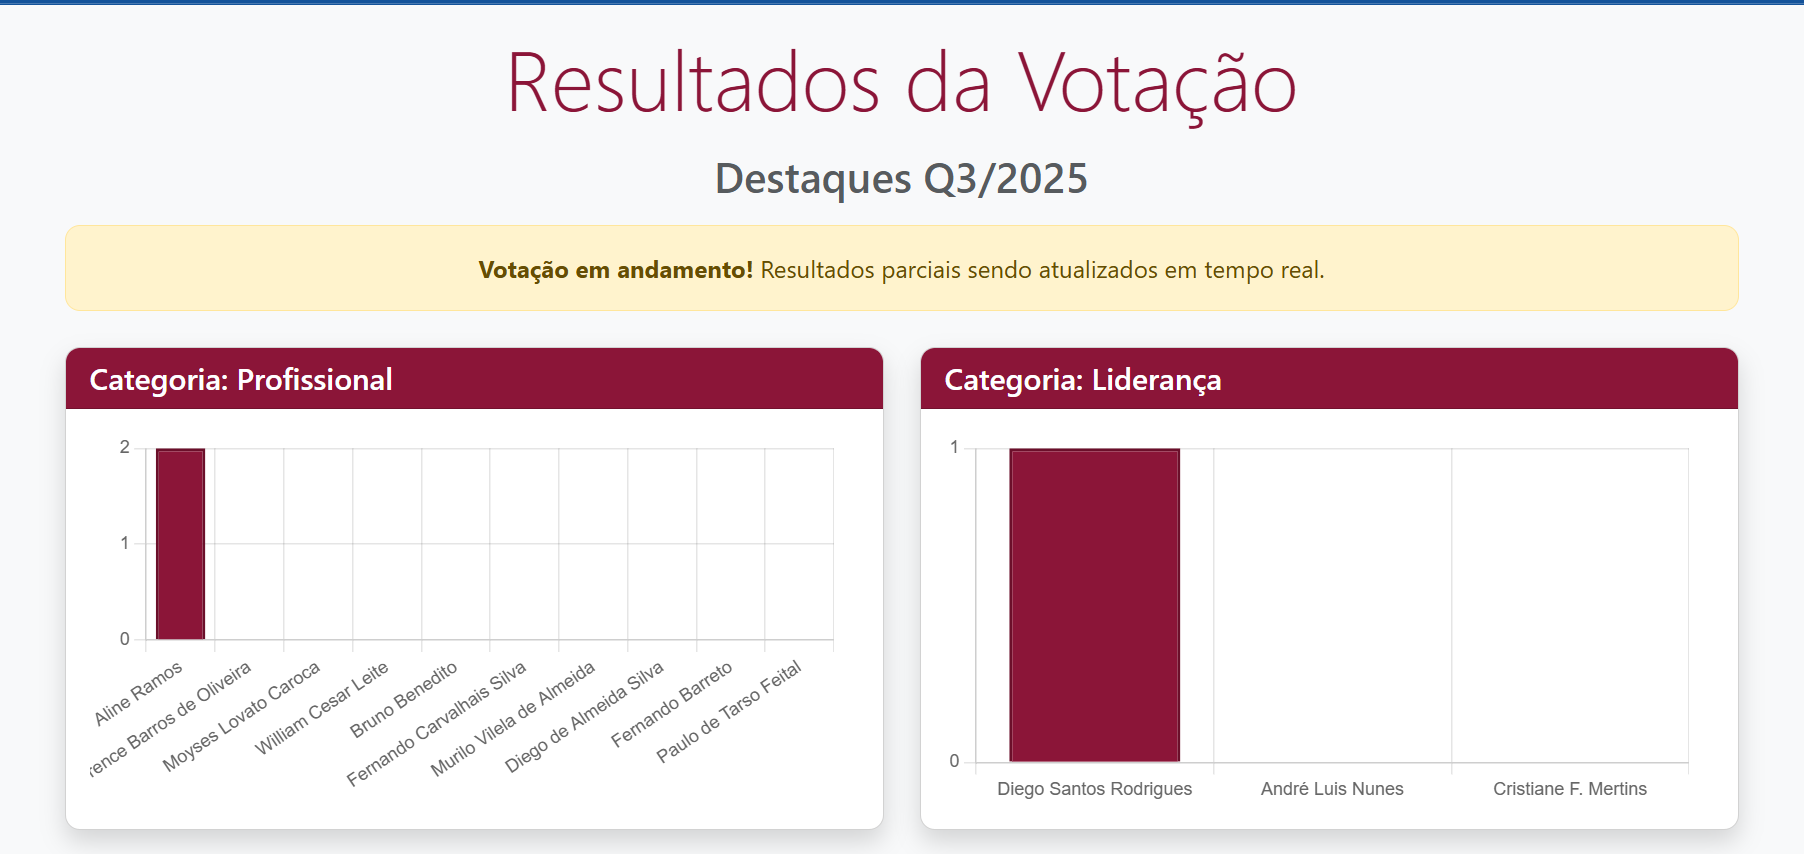 Resultados da Votação
Destaques Q3/2025
Votação em andamento! Resultados parciais sendo atualizados em tempo real.
Categoria: Profissional
2
1
0
Aline Ramos
Barros de Oliveira
Moyses Lovato Caroca
William Cesar Leite
Bruno Benedito
Fernando Carvalhais Silva
Murilo Vilela de Almeida
Diego de Almeida Silva
Fernando Barreto
Paulo de Tarso Feital
Categoria: Liderança
1
0
Diego Santos Rodrigues
André Luis Nunes
Cristiane F. Mertins